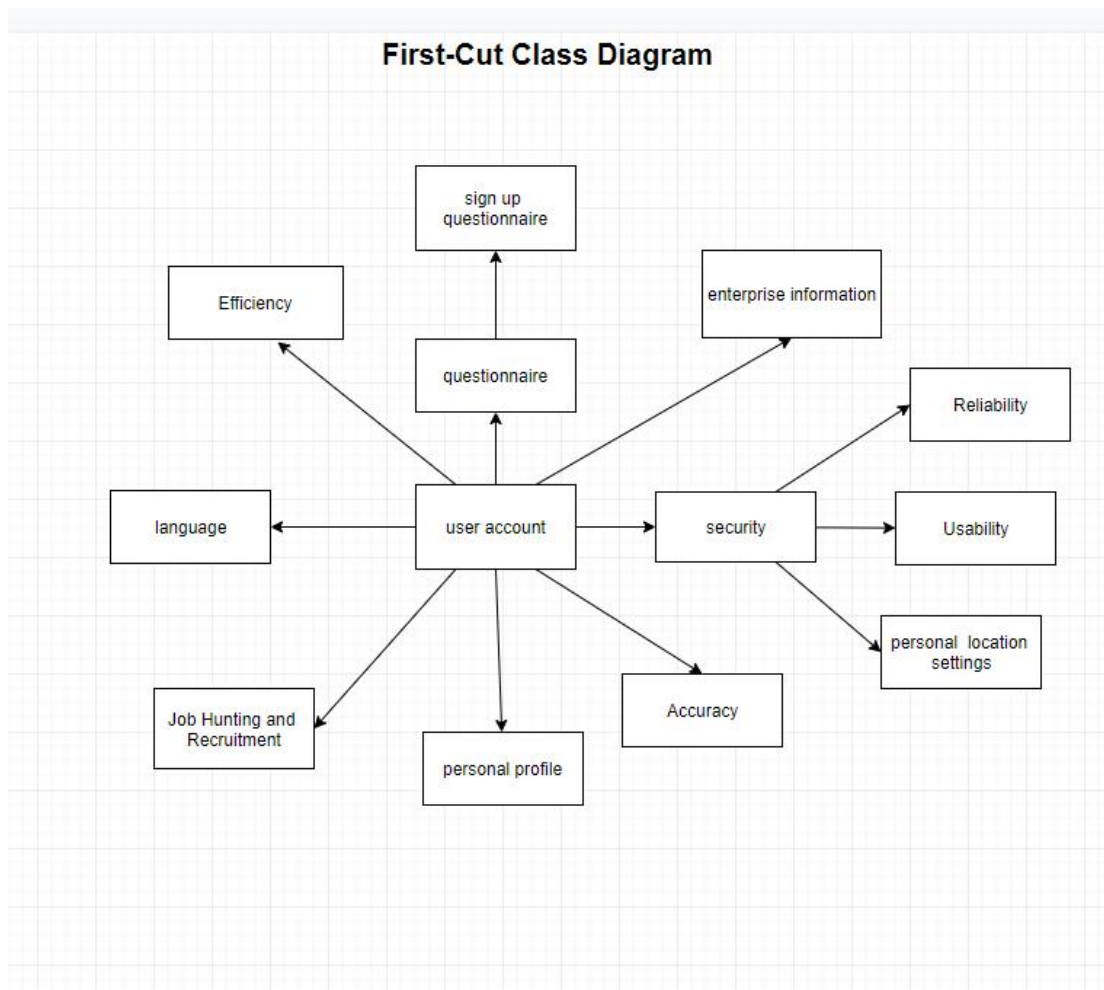 First-Cut Class Diagram
sign up
questionnaire
Efficiency
enterprise information
questionnaire
Reliability
language
user account
security
Usability
personal location
settings
Job Hunting and
Recruitment
Accuracy
personal profile